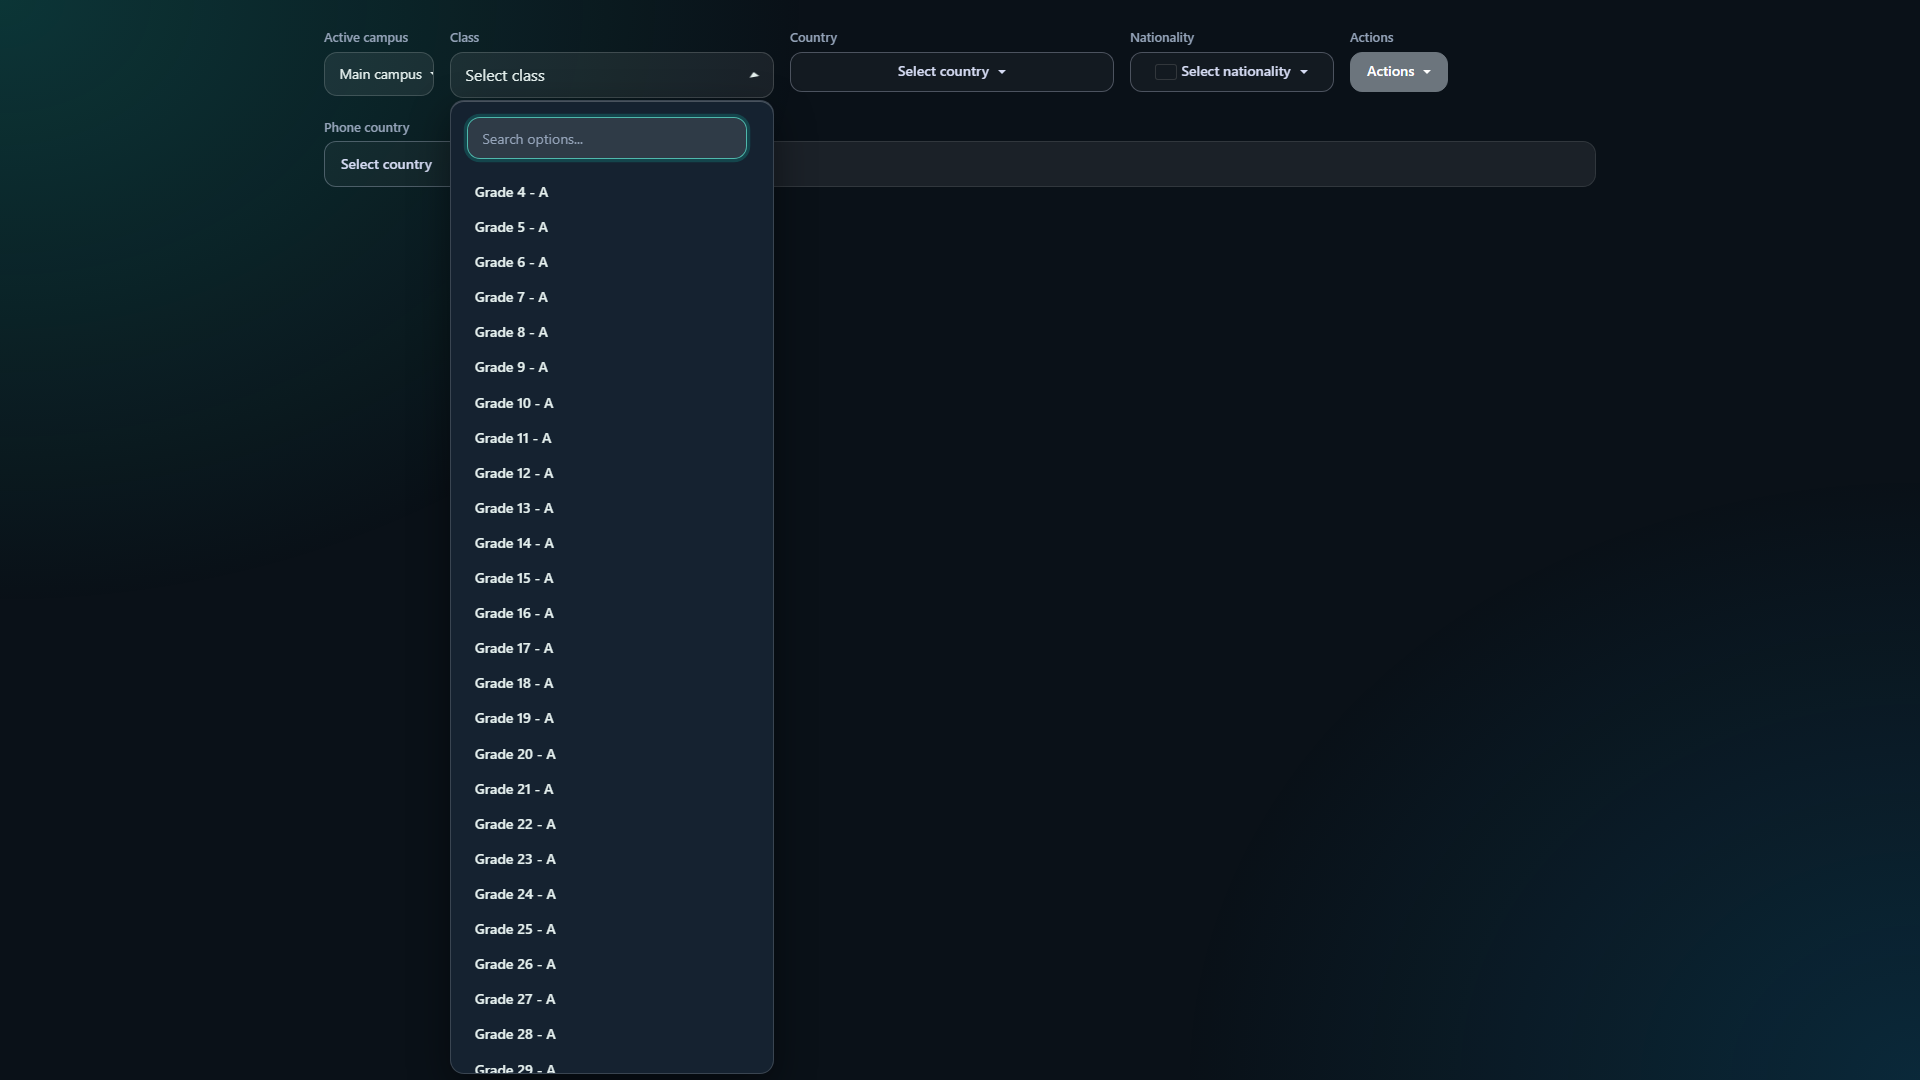 Active campus
Class
Country
Nationality
Actions
Main campus
Select class
Select country
Select nationality
Actions
Phone country
Select country
Search options...
Grade 4 - A
Grade 5 - A
Grade 6 - A
Grade 7 - A
Grade 8 - A
Grade 9 - A
Grade 10 - A
Grade 11 - A
Grade 12 - A
Grade 13 - A
Grade 14 - A
Grade 15 - A
Grade 16 - A
Grade 17 - A
Grade 18 - A
Grade 19 - A
Grade 20 - A
Grade 21 - A
Grade 22 - A
Grade 23 - A
Grade 24 - A
Grade 25 - A
Grade 26 - A
Grade 27 - A
Grade 28 - A
Grade 29 - A